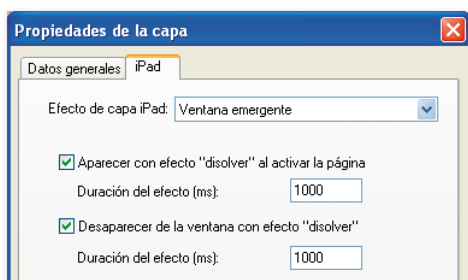 Propiedades de la capa
Datos generales iPad
Efecto de capa iPad: Ventana emergente
Aparecer con efecto "disolver" al activar la página
Duración del efecto (ms): 1000
Desaparecer de la ventana con efecto "disolver"
Duración del efecto (ms): 1000